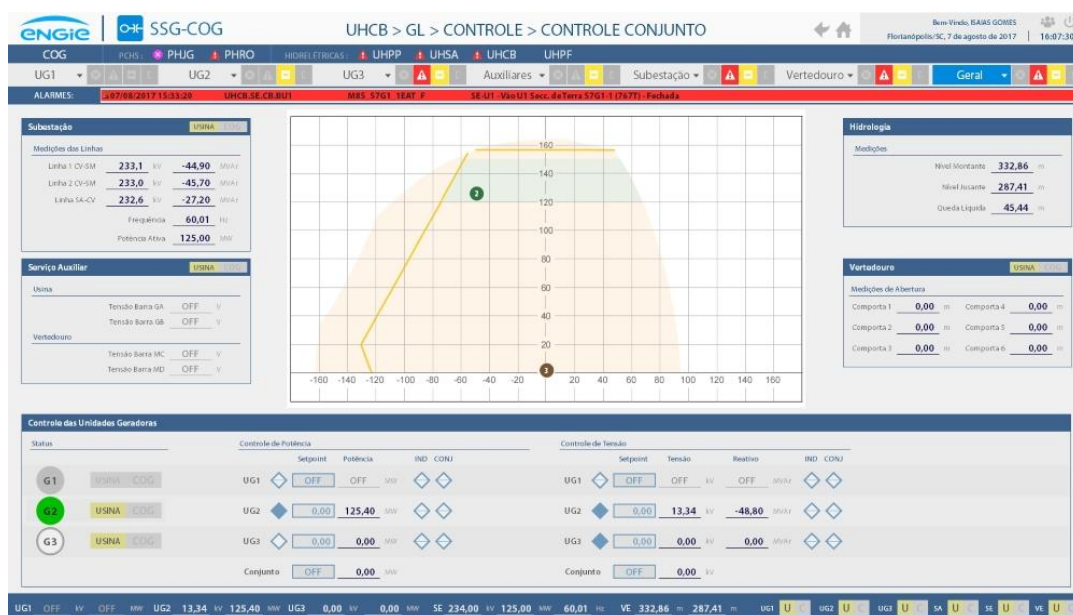 ENGIE SSG-COG UHCB > GL > CONTROLE > CONTROLE CONJUNTO Bem-Vindo, ISAIAS GOMES
Florianópolis/SC, 7 de agosto de 2017 16:07:30
COG PCHS: PHJG PHRO HIDRELÉTRICAS: UHPP UHSA UHCB UHPF
UG1 UG2 UG3 Auxiliares Subestação Vertedouro Geral
ALARMES: 07/08/2017 15:33:20 UHCB.SE.CB.BU1 M8S S7G1 1EAT F SE-U1 - Vão U1 Secc. de Terra S7G1-1 (767T) - Fechada
Subestação USINA COG
Medições das Linhas
Linha 1 CV-SM 233,1 kV -44,90 MVAr
Linha 2 CV-SM 233,0 kV -45,70 MVAr
Linha SA-CV 232,6 kV -27,20 MVAr
Frequência 60,01 Hz
Potência Ativa 125,00 MW
Serviço Auxiliar USINA COG
Usina
Tensão Barra GA OFF V
Tensão Barra GB OFF V
Vertedouro
Tensão Barra MC OFF V
Tensão Barra MD OFF V
160
140
2
120
100
80
60
40
20
3
-160 -140 -120 -100 -80 -60 -40 -20 20 40 60 80 100 120 140 160
Hidrologia
Medições
Nível Montante 332,86 m
Nível Jusante 287,41 m
Queda Líquida 45,44 m
Vertedouro USINA COG
Medições de Abertura
Comporta 1 0,00 m Comporta 4 0,00 m
Comporta 2 0,00 m Comporta 5 0,00 m
Comporta 3 0,00 m Comporta 6 0,00 m
Controle das Unidades Geradoras
Status Controle de Potência Controle de Tensão
Setpoint Potência IND CONJ Setpoint Tensão Reativo IND CONJ
G1 USINA COG UG1 OFF OFF MW UG1 OFF OFF kV OFF MVAr
G2 USINA COG UG2 0,00 125,40 MW UG2 0,00 13,34 kV -48,80 MVAr
G3 USINA COG UG3 0,00 0,00 MW UG3 0,00 0,00 kV 0,00 MVAr
Conjunto OFF 0,00 MW Conjunto OFF 0,00 kV
UG1 OFF kV OFF MW UG2 13,34 kV 125,40 MW UG3 0,00 kV 0,00 MW SE 234,00 kV 125,00 MW 60,01 Hz VE 332,86 m 287,41 m UG1 U C UG2 U C UG3 U C SA U C SE U C VE U C